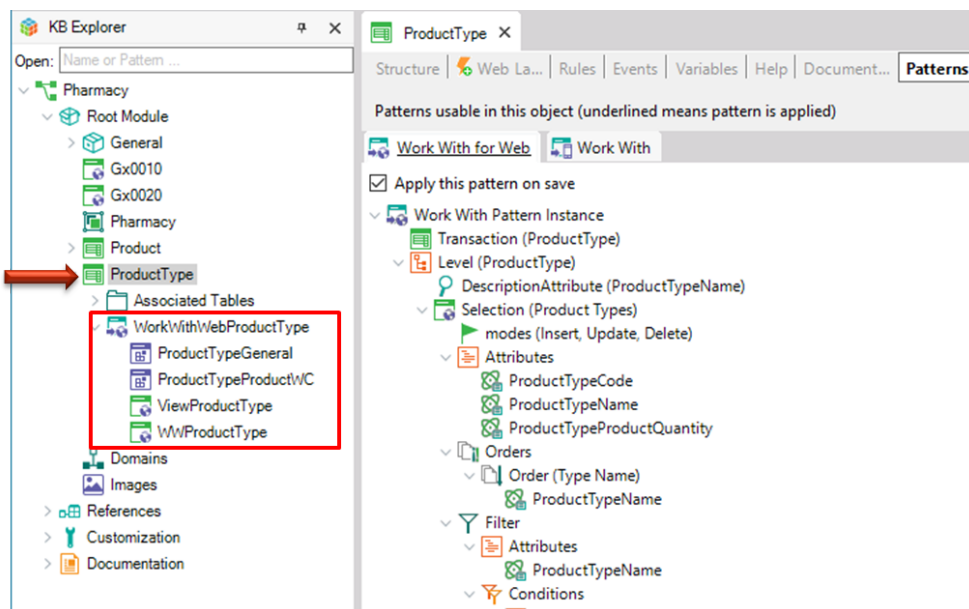 KB Explorer
Open: Name or Pattern ...
Pharmacy
Root Module
General
Gx0010
Gx0020
Pharmacy
Product
ProductType
Associated Tables
WorkWithWebProductType
ProductTypeGeneral
ProductTypeProductWC
ViewProductType
WWProductType
Domains
Images
References
Customization
Documentation
ProductType
Structure Web La... Rules Events Variables Help Document... Patterns
Patterns usable in this object (underlined means pattern is applied)
Work With for Web Work With
Apply this pattern on save
Work With Pattern Instance
Transaction (ProductType)
Level (ProductType)
DescriptionAttribute (ProductTypeName)
Selection (Product Types)
modes (Insert, Update, Delete)
Attributes
ProductTypeCode
ProductTypeName
ProductTypeProductQuantity
Orders
Order (Type Name)
ProductTypeName
Filter
Attributes
ProductTypeName
Conditions